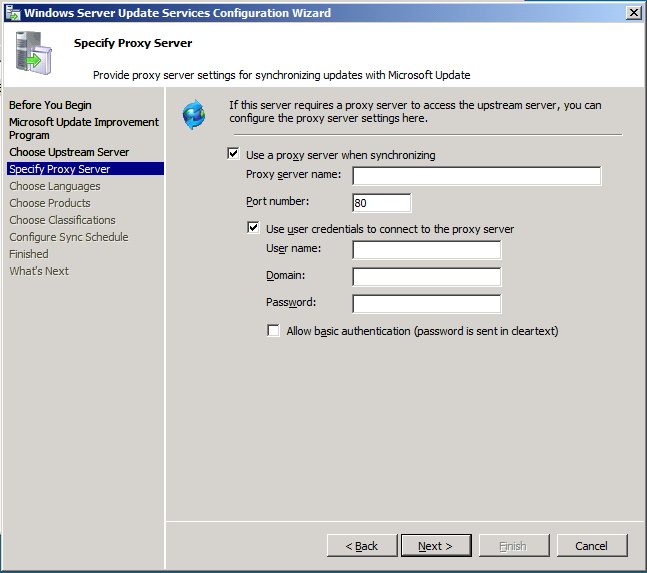 Windows Server Update Services Configuration Wizard
Specify Proxy Server
Provide proxy server settings for synchronizing updates with Microsoft Update
Before You Begin
Microsoft Update Improvement
Program
Choose Upstream Server
Specify Proxy Server
Choose Languages
Choose Products
Choose Classifications
Configure Sync Schedule
Finished
What's Next
If this server requires a proxy server to access the upstream server, you can
configure the proxy server settings here.
Use a proxy server when synchronizing
Proxy server name:
Port number: 80
Use user credentials to connect to the proxy server
User name:
Domain:
Password:
Allow basic authentication (password is sent in cleartext)
< Back Next > Finish Cancel